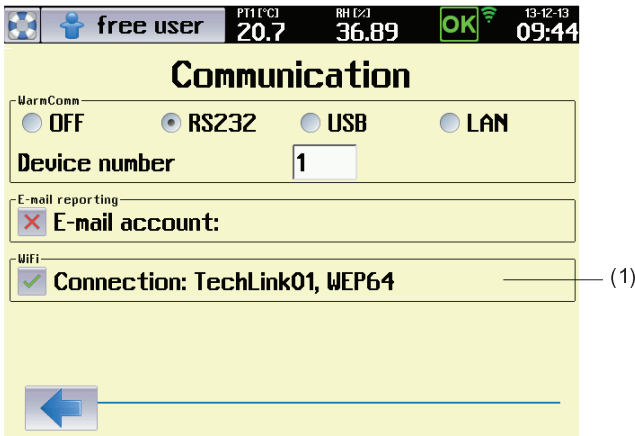 free user PT1 [°C] 20.7 RH [%] 36.89 OK 13-12-13 09:44
Communication
WarmComm
OFF RS232 USB LAN
Device number 1
E-mail reporting
E-mail account:
WiFi
Connection: TechLink01, WEP64 (1)